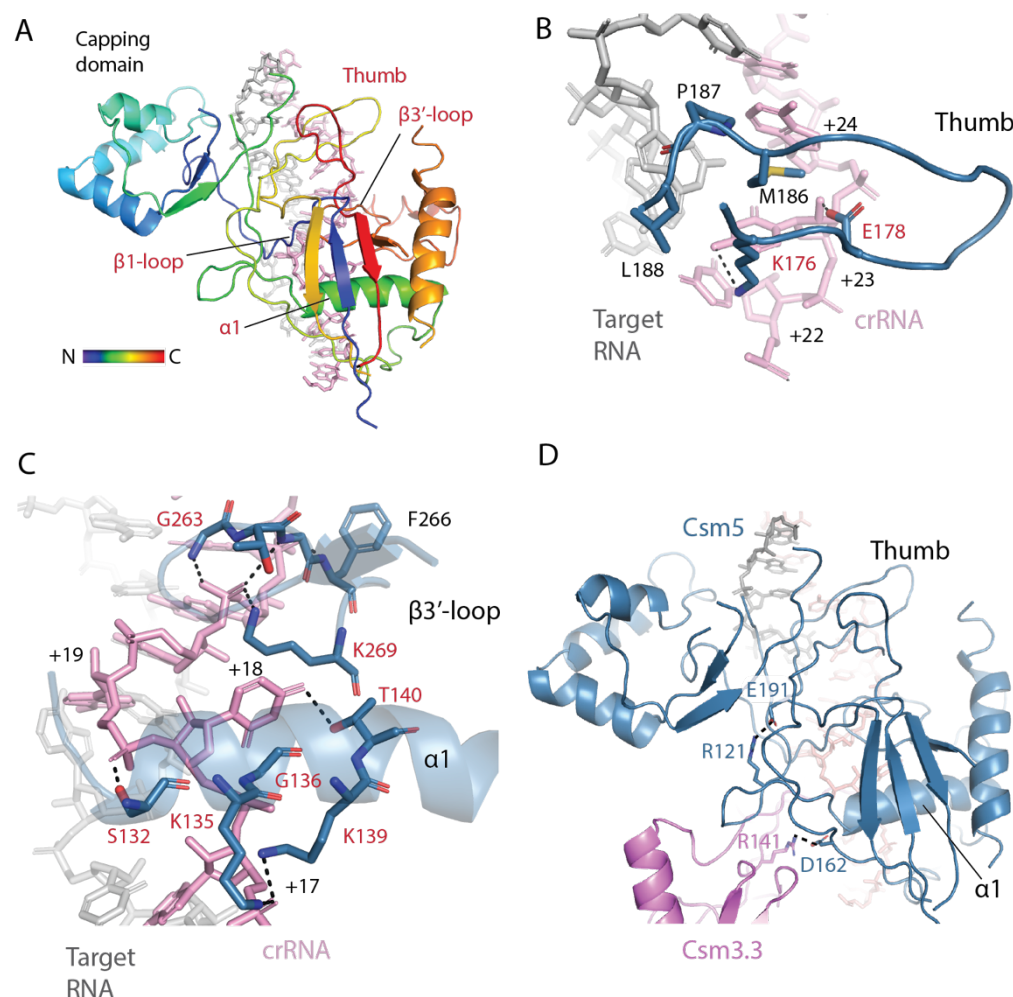 A
Capping
domain
Thumb
β3′-loop
β1-loop
α1
N
C
B
P187
+24
Thumb
M186
E178
K176
L188
+23
Target
RNA
crRNA
+22
C
G263
F266
β3′-loop
K269
+19
+18
T140
α1
G136
S132
K135
K139
+17
Target
RNA
crRNA
D
Csm5
Thumb
E191
R121
R141
D162
α1
Csm3.3